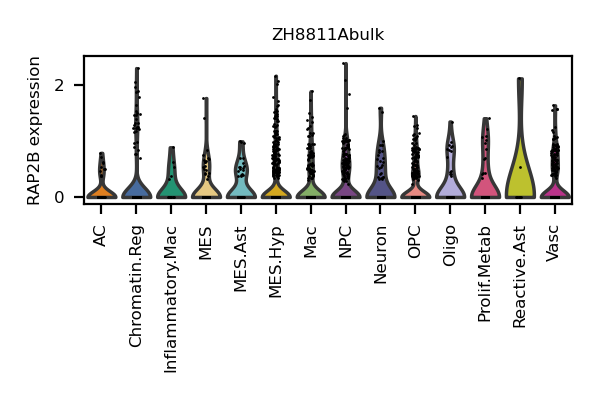 ZH8811Abulk
RAP2B expression
2
0
AC
Chromatin.Reg
Inflammatory.Mac
MES
MES.Ast
MES.Hyp
Mac
NPC
Neuron
OPC
Oligo
Prolif.Metab
Reactive.Ast
Vasc